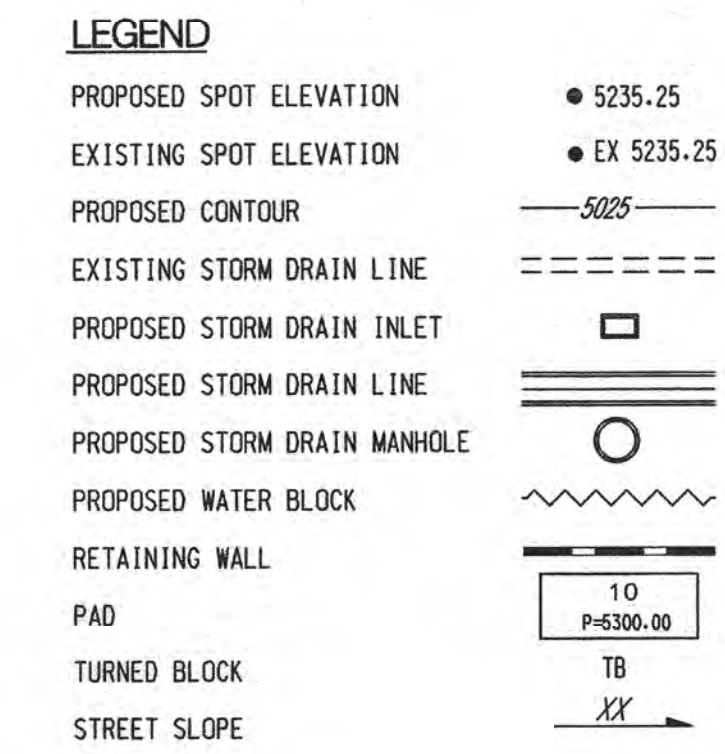 LEGEND
PROPOSED SPOT ELEVATION 5235.25
EXISTING SPOT ELEVATION EX 5235.25
PROPOSED CONTOUR 5025
EXISTING STORM DRAIN LINE
PROPOSED STORM DRAIN INLET
PROPOSED STORM DRAIN LINE
PROPOSED STORM DRAIN MANHOLE
PROPOSED WATER BLOCK
RETAINING WALL
PAD 10
P=5300.00
TURNED BLOCK TB
STREET SLOPE XX